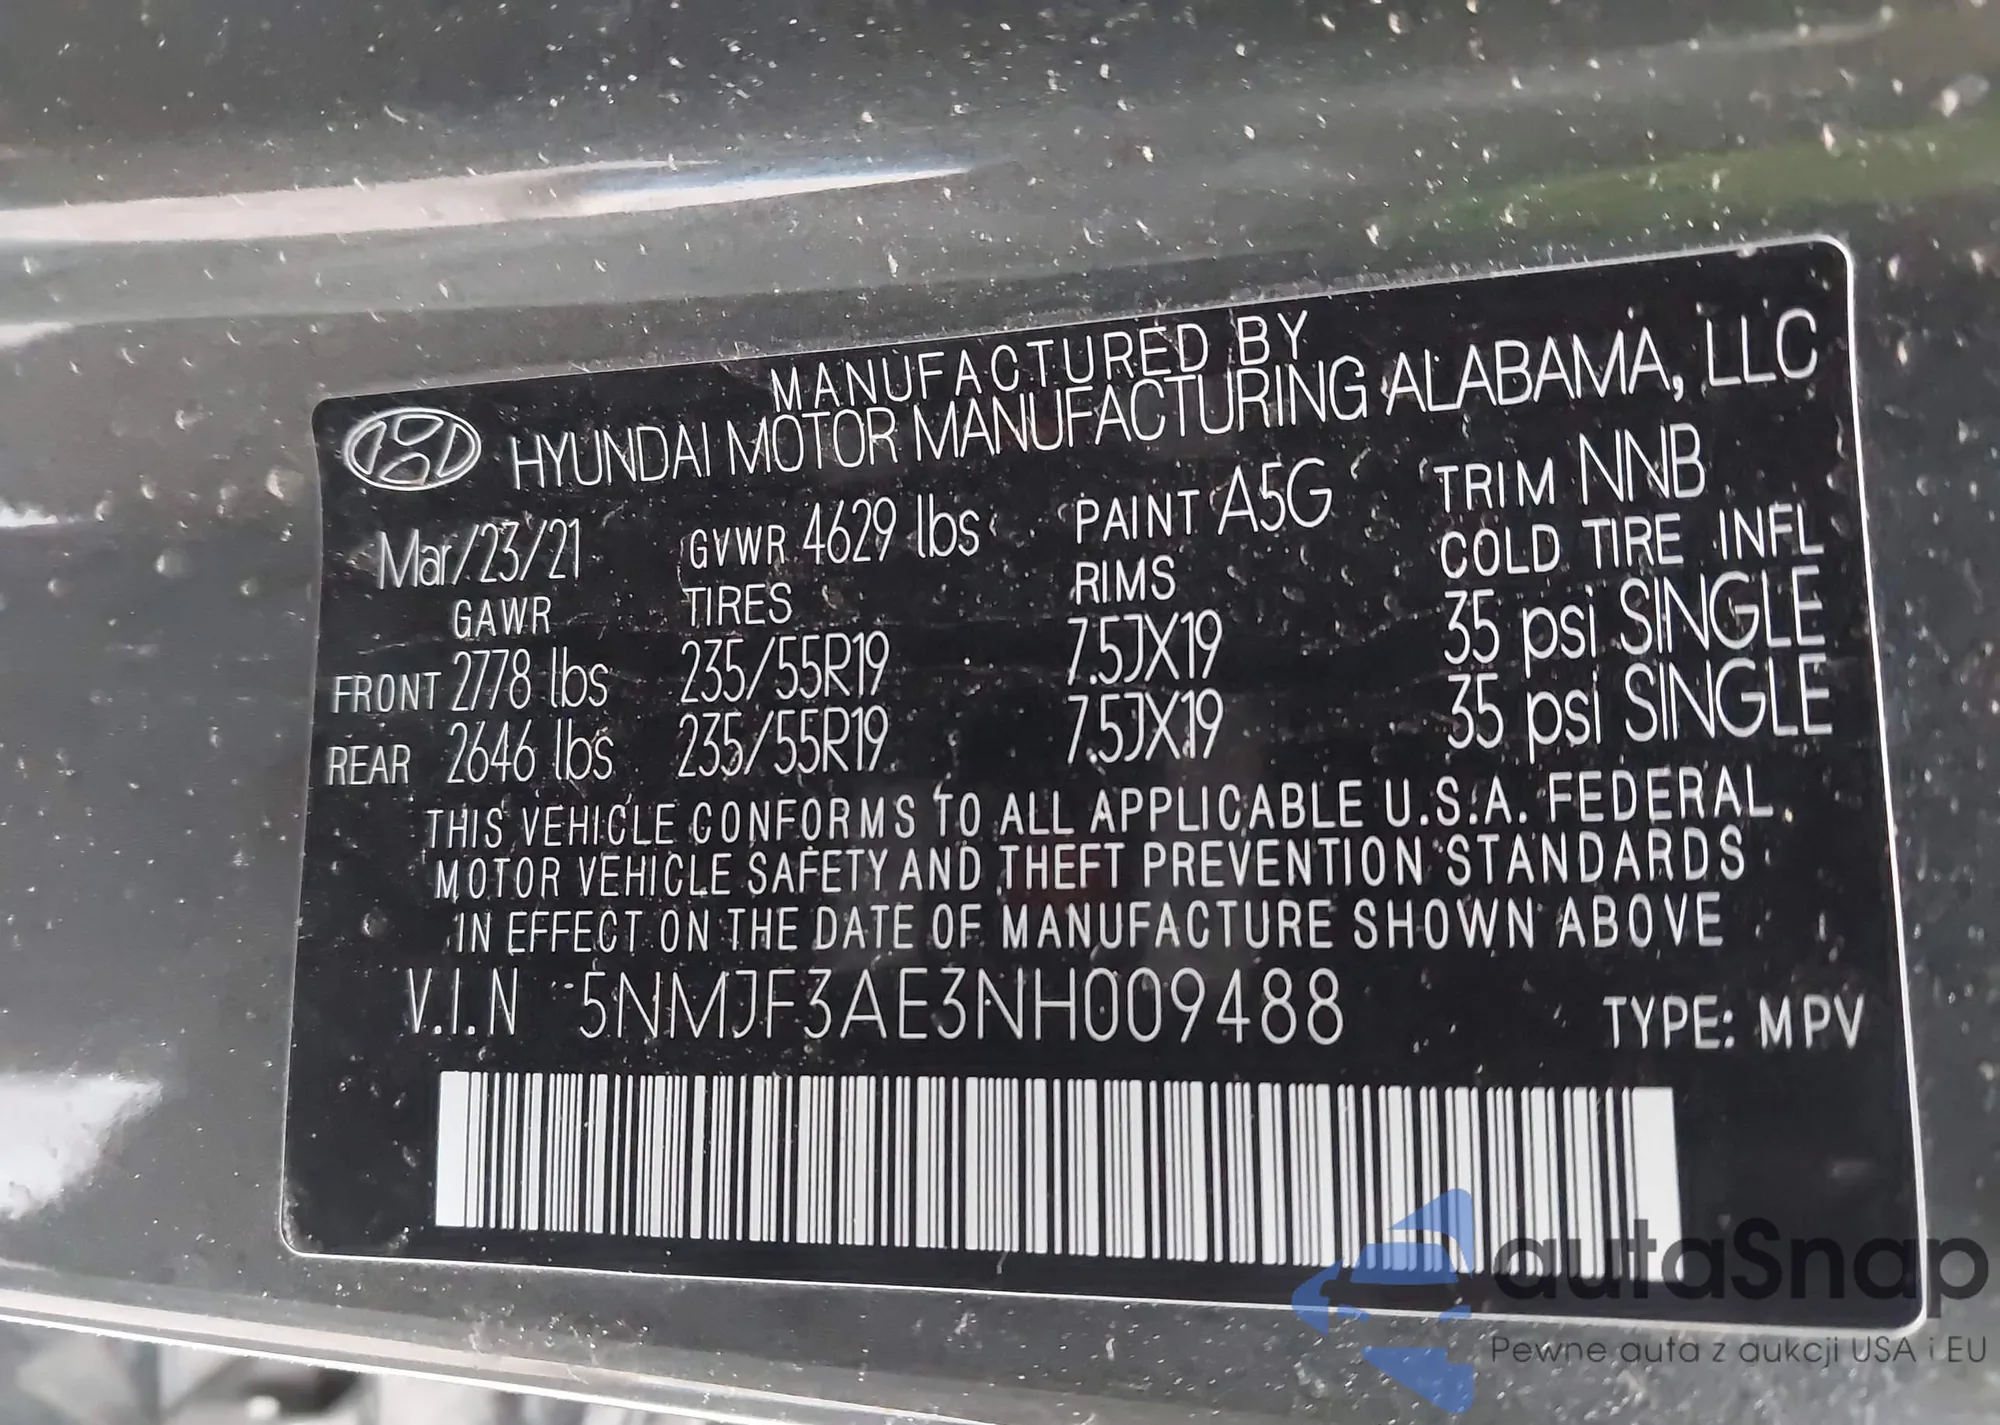 MANUFACTURED BY
HYUNDAI MOTOR MANUFACTURING ALABAMA, LLC
Mar/23/21 GVWR 4629 lbs PAINT A5G TRIM NNB
GAWR TIRES RIMS COLD TIRE INFL
FRONT 2778 lbs 235/55R19 7.5JX19 35 psi SINGLE
REAR 2646 lbs 235/55R19 7.5JX19 35 psi SINGLE
THIS VEHICLE CONFORMS TO ALL APPLICABLE U.S.A. FEDERAL
MOTOR VEHICLE SAFETY AND THEFT PREVENTION STANDARDS
IN EFFECT ON THE DATE OF MANUFACTURE SHOWN ABOVE
V.I.N 5NMJF3AE3NH009488 TYPE: MPV
autaSnap
Pewne auta z aukcji USA i EU